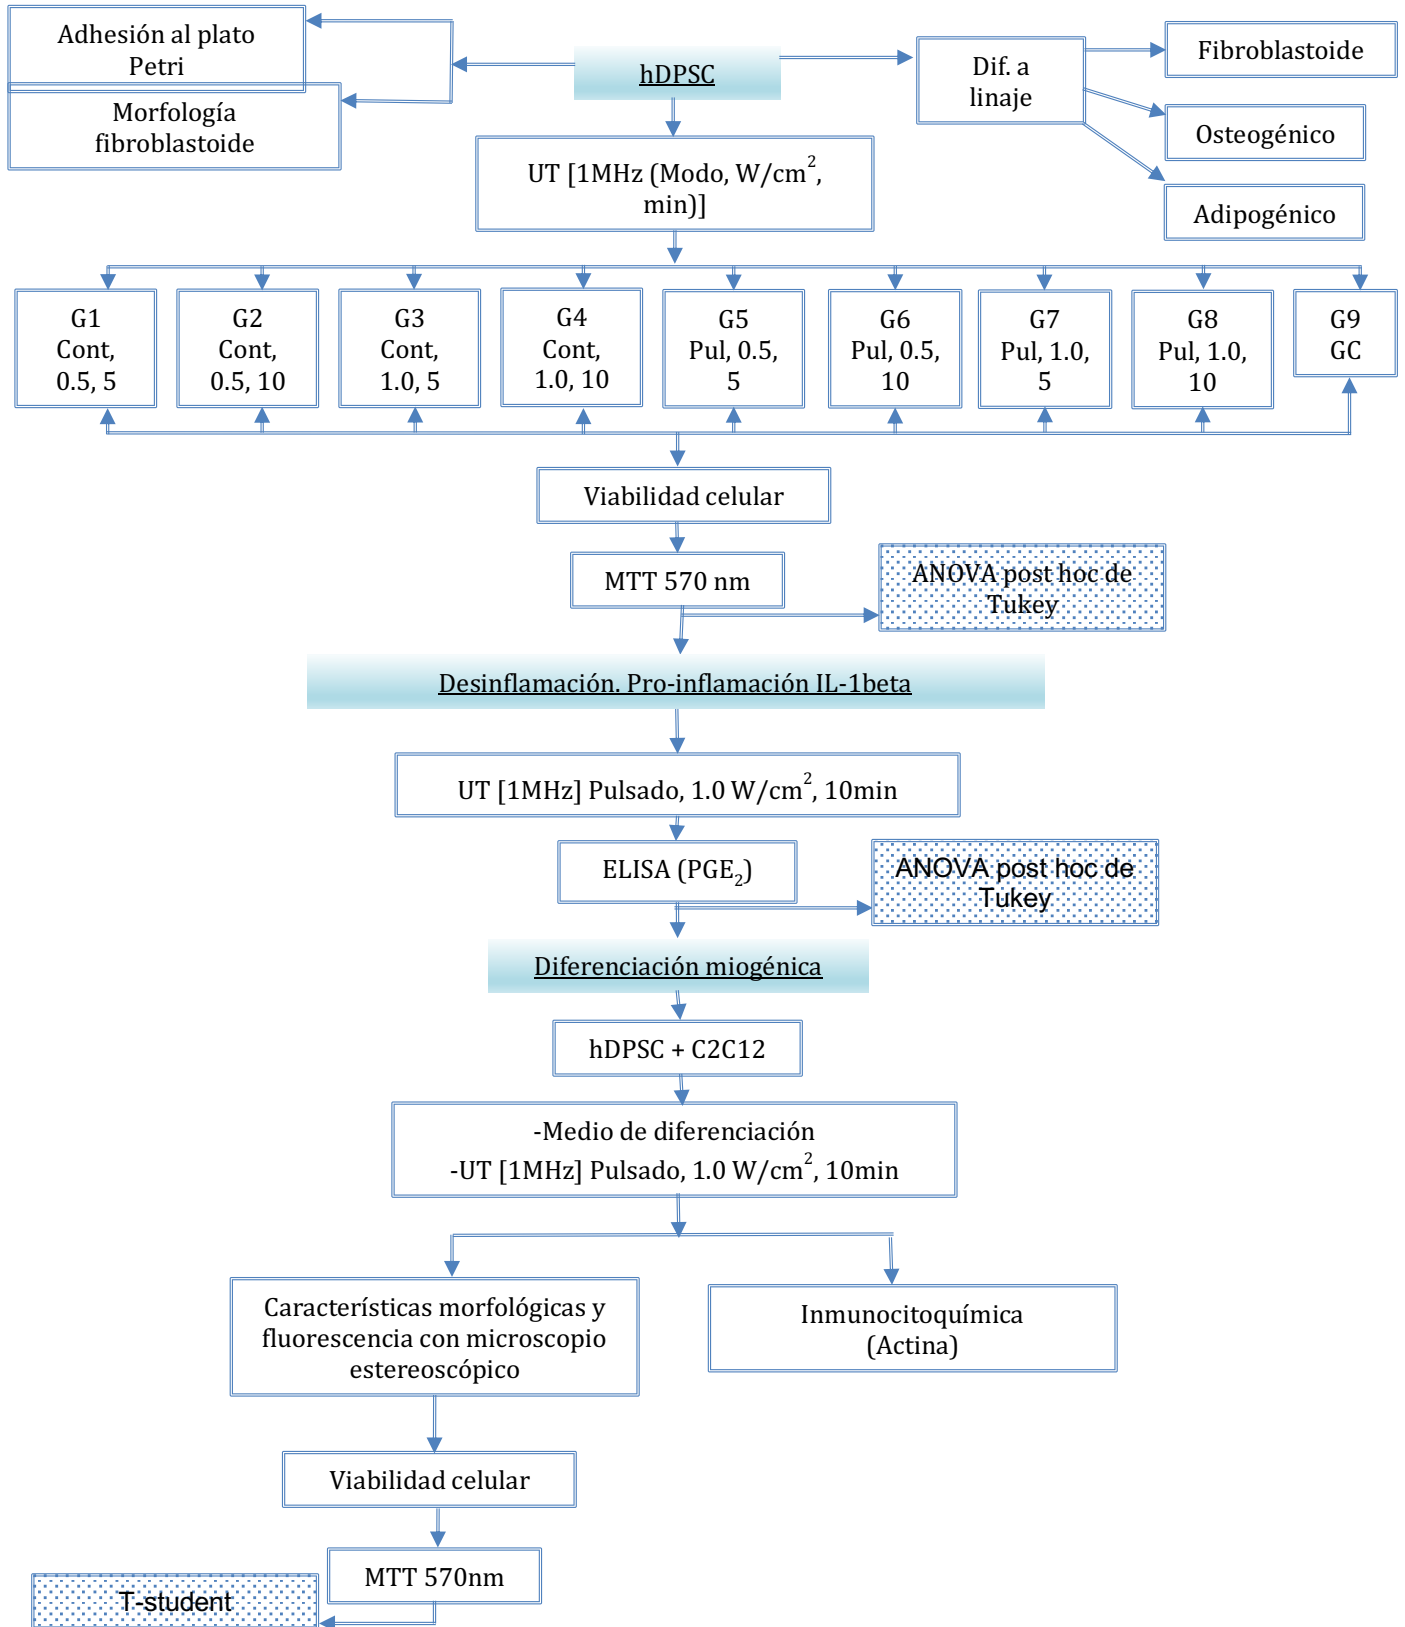 Adhesión al plato
Petri
Morfología
fibroblastoide
hDPSC
Dif. a
linaje
Fibroblastoide
Osteogénico
Adipogénico
UT [1MHz (Modo, W/cm², 
min)]
G1
Cont,
0.5, 5
G2
Cont,
0.5, 10
G3
Cont,
1.0, 5
G4
Cont,
1.0, 10
G5
Pul, 0.5,
5
G6
Pul, 0.5,
10
G7
Pul, 1.0,
5
G8
Pul, 1.0,
10
G9
GC
Viabilidad celular
MTT 570 nm
ANOVA post hoc de
Tukey
Desinflamación. Pro-inflamación IL-1beta
UT [1MHz] Pulsado, 1.0 W/cm², 10min
ELISA (PGE₂)
ANOVA post hoc de
Tukey
Diferenciación miogénica
hDPSC + C2C12
-Medio de diferenciación
-UT [1MHz] Pulsado, 1.0 W/cm², 10min
Característicás morfológicas y
fluorescencia con microscopio
estereoscópico
Inmunocitoquímica
(Actina)
Viabilidad celular
MTT 570nm
T-student